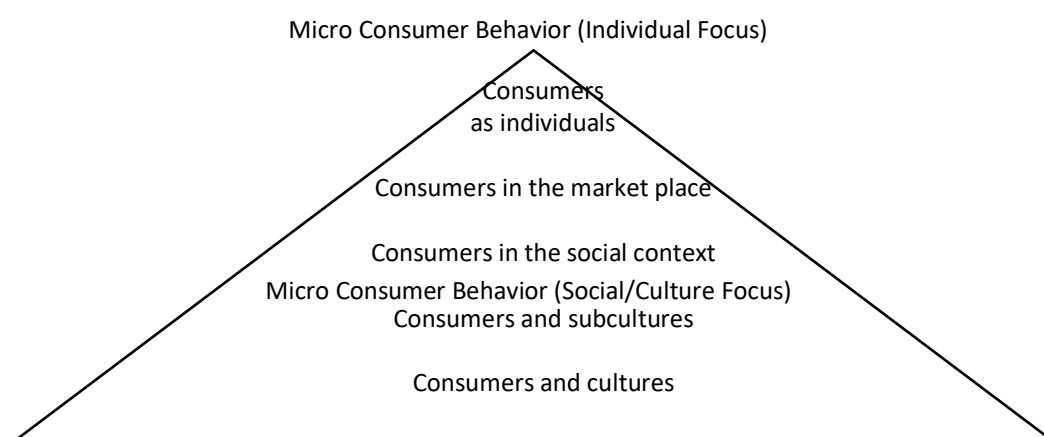 Micro Consumer Behavior (Individual Focus)
Consumers
as individuals
Consumers in the market place
Consumers in the social context
Micro Consumer Behavior (Social/Culture Focus)
Consumers and subcultures
Consumers and cultures